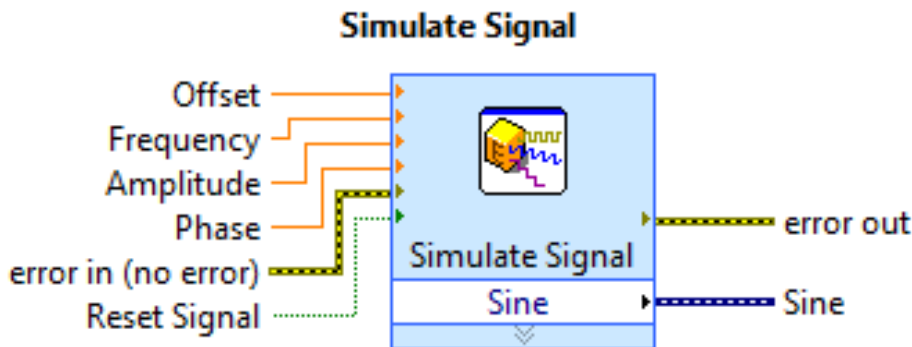 Simulate Signal
Offset
Frequency
Amplitude
Phase
error in (no error)
Reset Signal
Simulate Signal
Sine
error out
Sine